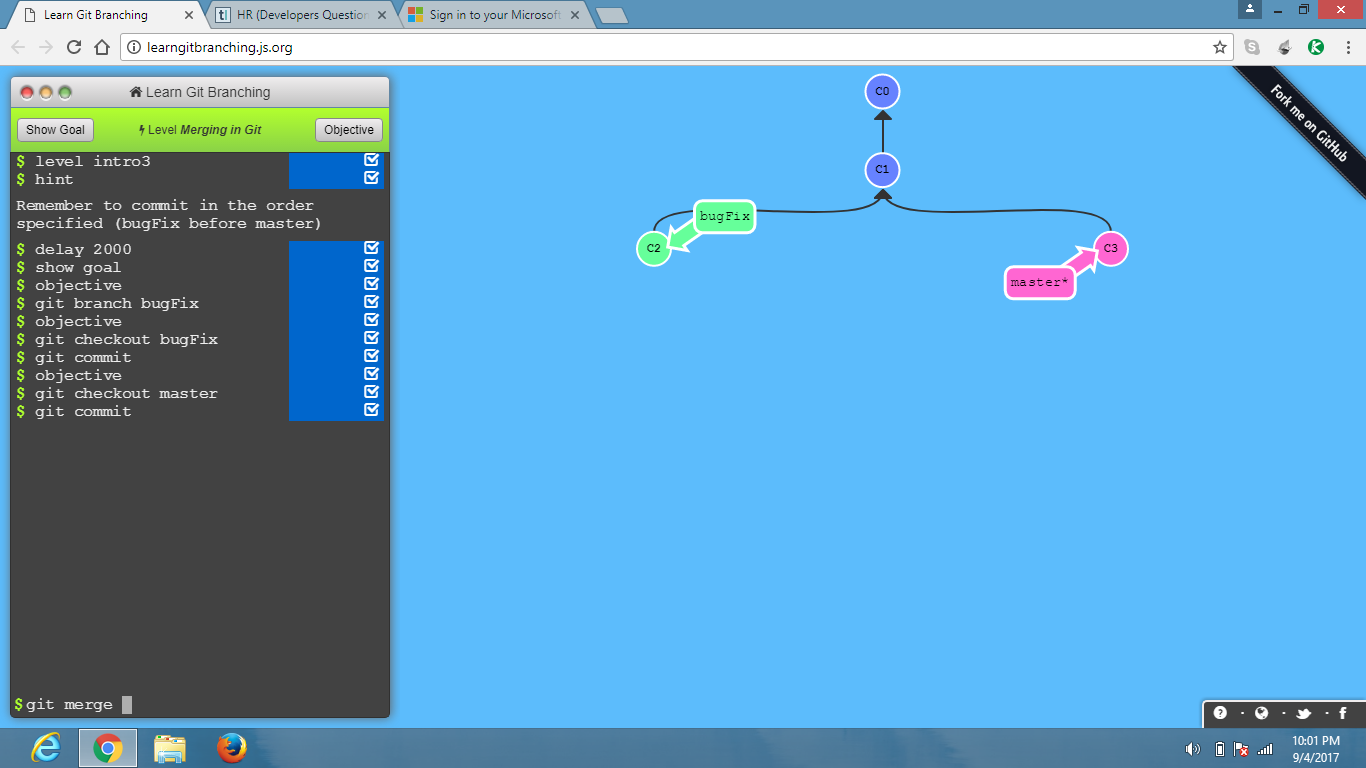 Learn Git Branching
HR (Developers Question
Sign in to your Microsoft
learngitbranching.js.org
Learn Git Branching
Show Goal
Level Merging in Git
Objective
$ level intro3
$ hint
Remember to commit in the order
specified (bugFix before master)
$ delay 2000
$ show goal
$ objective
$ git branch bugFix
$ objective
$ git checkout bugFix
$ git commit
$ objective
$ git checkout master
$ git commit
$ git merge
C0
C1
bugFix
C2
C3
master*
Fork me on GitHub
10:01 PM
9/4/2017